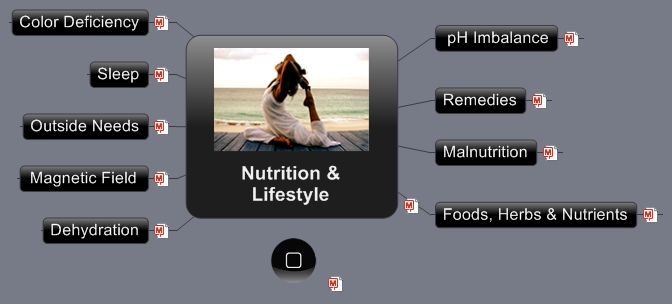 Color Deficiency
Sleep
Outside Needs
Magnetic Field
Dehydration
Nutrition &
Lifestyle
pH Imbalance
Remedies
Malnutrition
Foods, Herbs & Nutrients